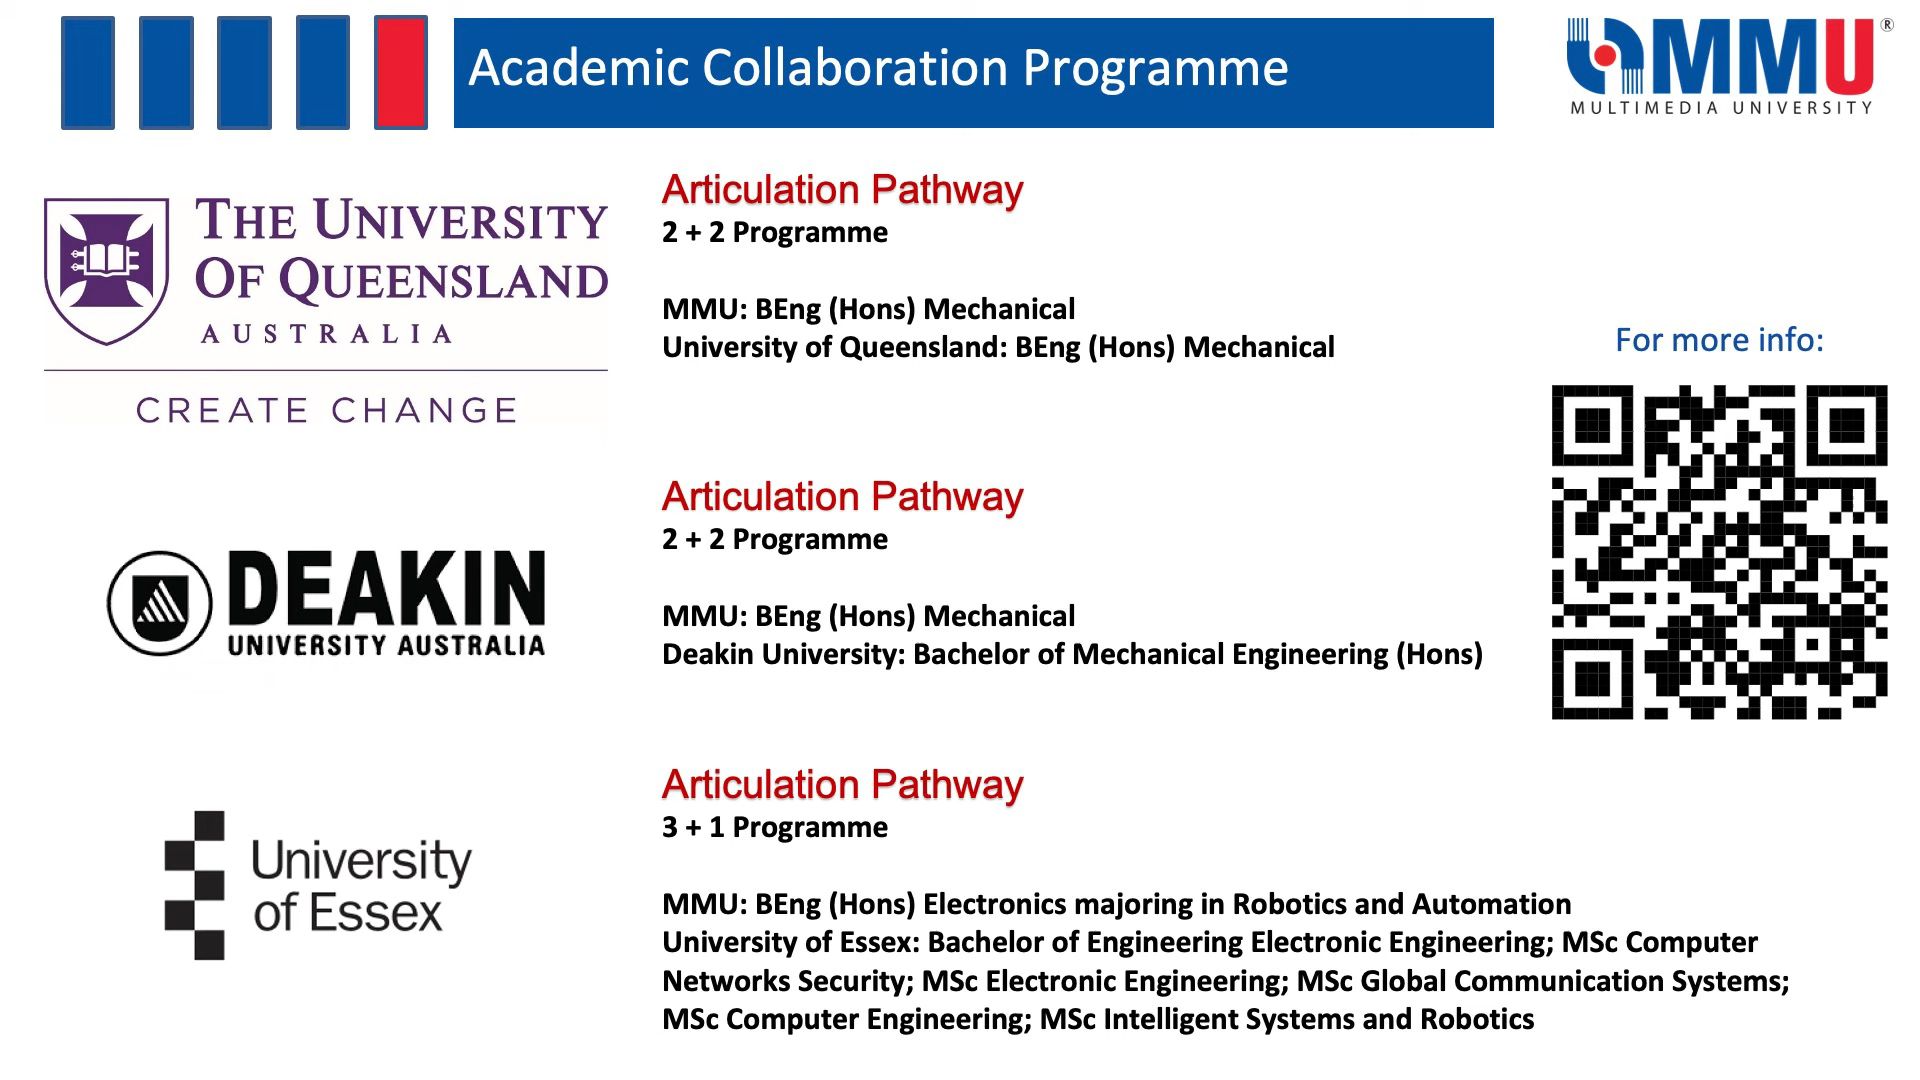 Academic Collaboration Programme
MMU®
MULTIMEDIA UNIVERSITY
THE UNIVERSITY
OF QUEENSLAND
AUSTRALIA
CREATE CHANGE
Articulation Pathway
2 + 2 Programme
MMU: BEng (Hons) Mechanical
University of Queensland: BEng (Hons) Mechanical
For more info:
DEAKIN
UNIVERSITY AUSTRALIA
Articulation Pathway
2 + 2 Programme
MMU: BEng (Hons) Mechanical
Deakin University: Bachelor of Mechanical Engineering (Hons)
University
of Essex
Articulation Pathway
3 + 1 Programme
MMU: BEng (Hons) Electronics majoring in Robotics and Automation
University of Essex: Bachelor of Engineering Electronic Engineering; MSc Computer
Networks Security; MSc Electronic Engineering; MSc Global Communication Systems;
MSc Computer Engineering; MSc Intelligent Systems and Robotics